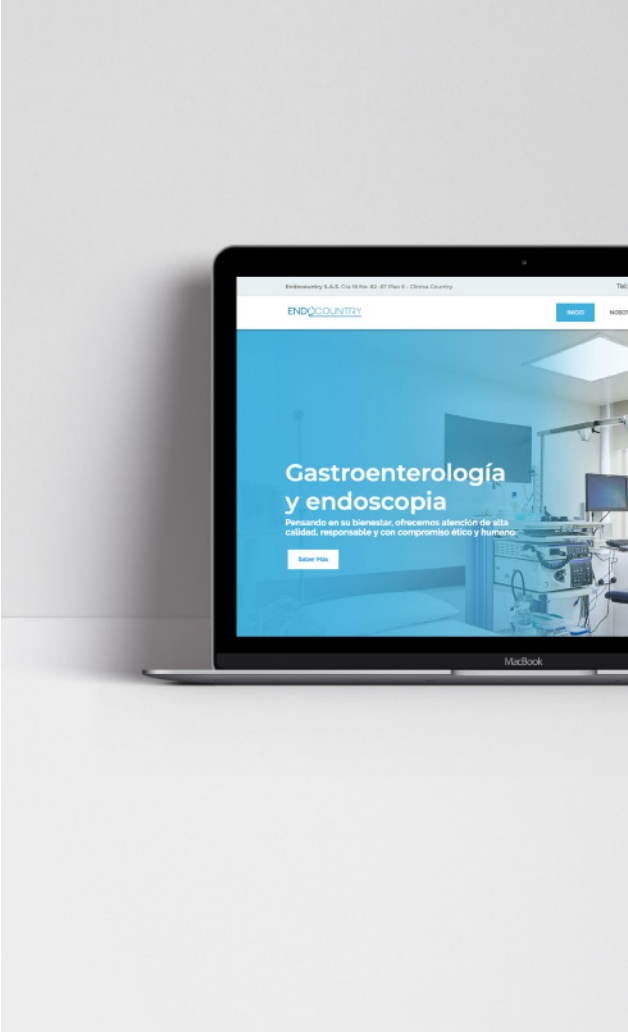 Endocountry S.A.S. Cra 16 No. 82 -57 Piso 6 - Clínica Country
Tel:
ENDOCOUNTRY
INICIO
Gastroenterología
y endoscopia
Pensando en su bienestar, ofrecemos atención de alta
calidad, responsable y con compromiso ético y humano.
Saber Más
MacBook